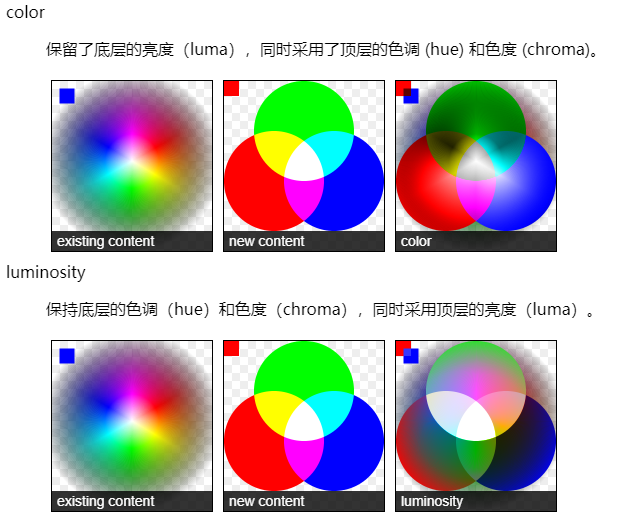 color
保留了底层的亮度（luma），同时采用了顶层的色调 (hue) 和色度 (chroma)。
existing content
new content
color
luminosity
保持底层的色调（hue）和色度（chroma），同时采用顶层的亮度（luma）。
existing content
new content
luminosity